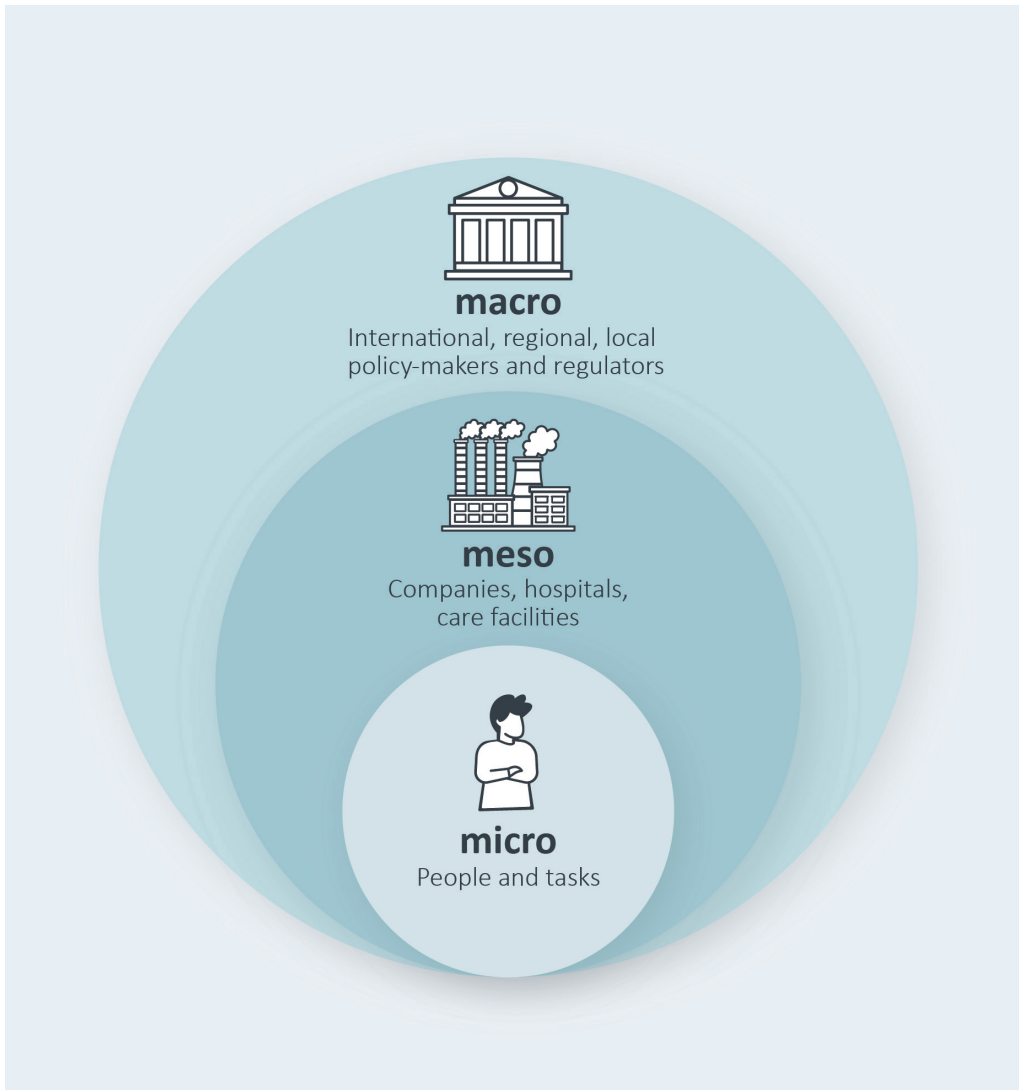 macro
International, regional, local
policy-makers and regulators
meso
Companies, hospitals,
care facilities
micro
People and tasks